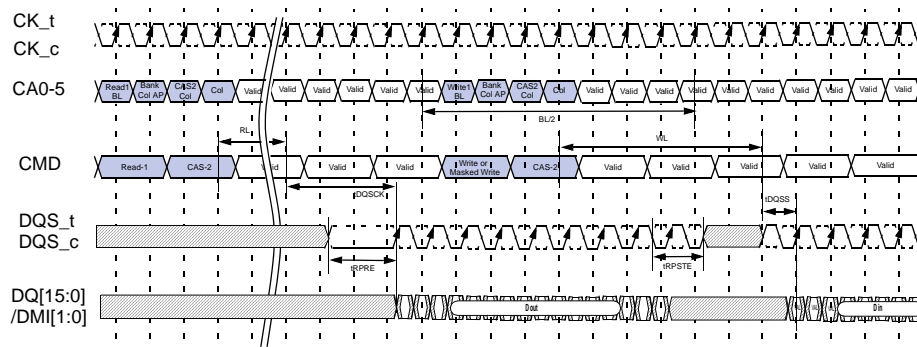 CK_t
CK_c
CA0-5
Read1 BL
Bank Col AP
CAS2 Col
Col
Valid
Valid
Valid
Valid
Valid
Valid
Write1 BL
Bank Col AP
CAS2 Col
Col
Valid
Valid
Valid
Valid
Valid
Valid
Valid
Valid
Valid
Valid
RL
BL/2
WL
CMD
Read-1
CAS-2
Valid
Valid
Valid
Write or Masked Write
CAS-2
Valid
Valid
Valid
Valid
Valid
tDQSCK
tDQSS
DQS_t
DQS_c
tRPRE
tRPSTE
DQ[15:0]
/DMI[1:0]
Dout
Din